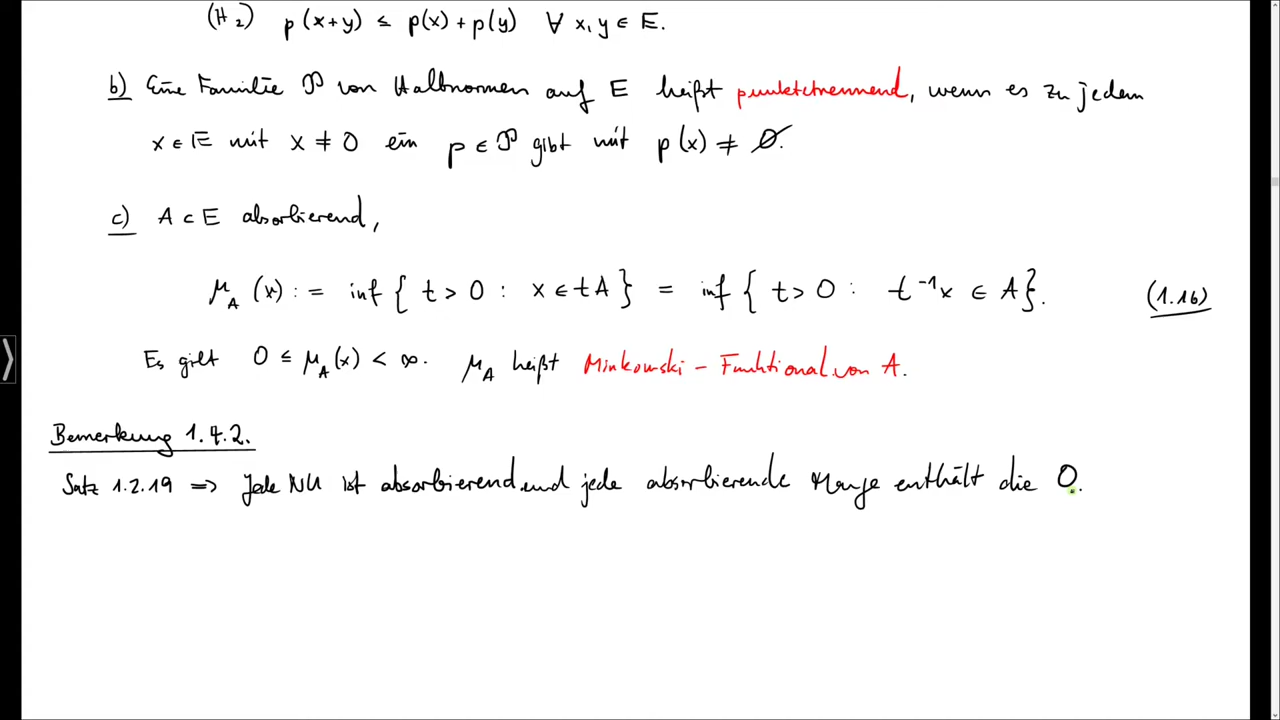 (H₂) p(x+y) ≤ p(x) + p(y) ∀ x, y ∈ E.
b) Eine Familie 𝒫 von Halbnormen auf E heißt punktetrennend, wenn es zu jedem
x ∈ E mit x ≠ 0 ein p ∈ 𝒫 gibt mit p(x) ≠ 0.
c) A ⊂ E absorbierend,
μ_A(x) := inf { t > 0 : x ∈ tA } = inf { t > 0 : t⁻¹x ∈ A }. (1.16)
Es gilt 0 ≤ μ_A(x) < ∞. μ_A heißt Minkowski-Funktional von A.
Bemerkung 1.4.2.
Satz 1.2.19 => Jede NU ist absorbierend und jede absorbierende Menge enthält die 0.